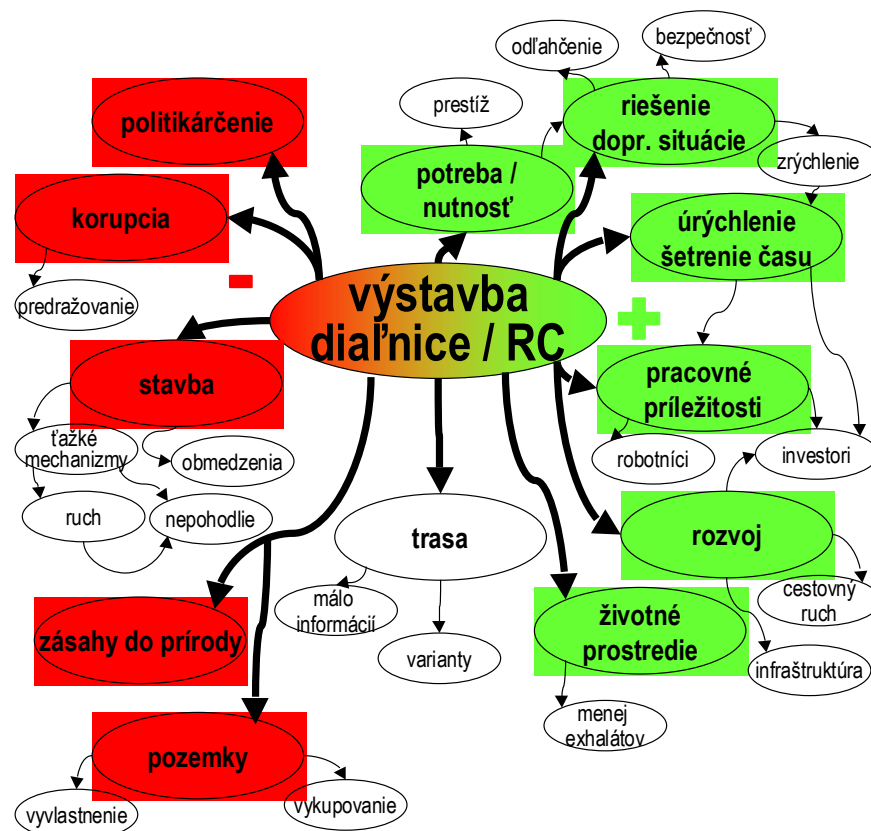 odľahčenie
bezpečnosť
prestíž
politikárčenie
riešenie
dopr. situácie
zrýchlenie
potreba /
nutnosť
korupcia
úrýchlenie
šetrenie času
predražovanie
-
výstavba
diaľnice / RC
+
stavba
pracovné
príležitosti
ťažké
mechanizmy
obmedzenia
robotníci
investori
ruch
nepohodlie
trasa
rozvoj
málo
informácií
cestovný
ruch
zásahy do prírody
životné
prostredie
varianty
infraštruktúra
menej
exhalátov
pozemky
vyvlastnenie
vykupovanie